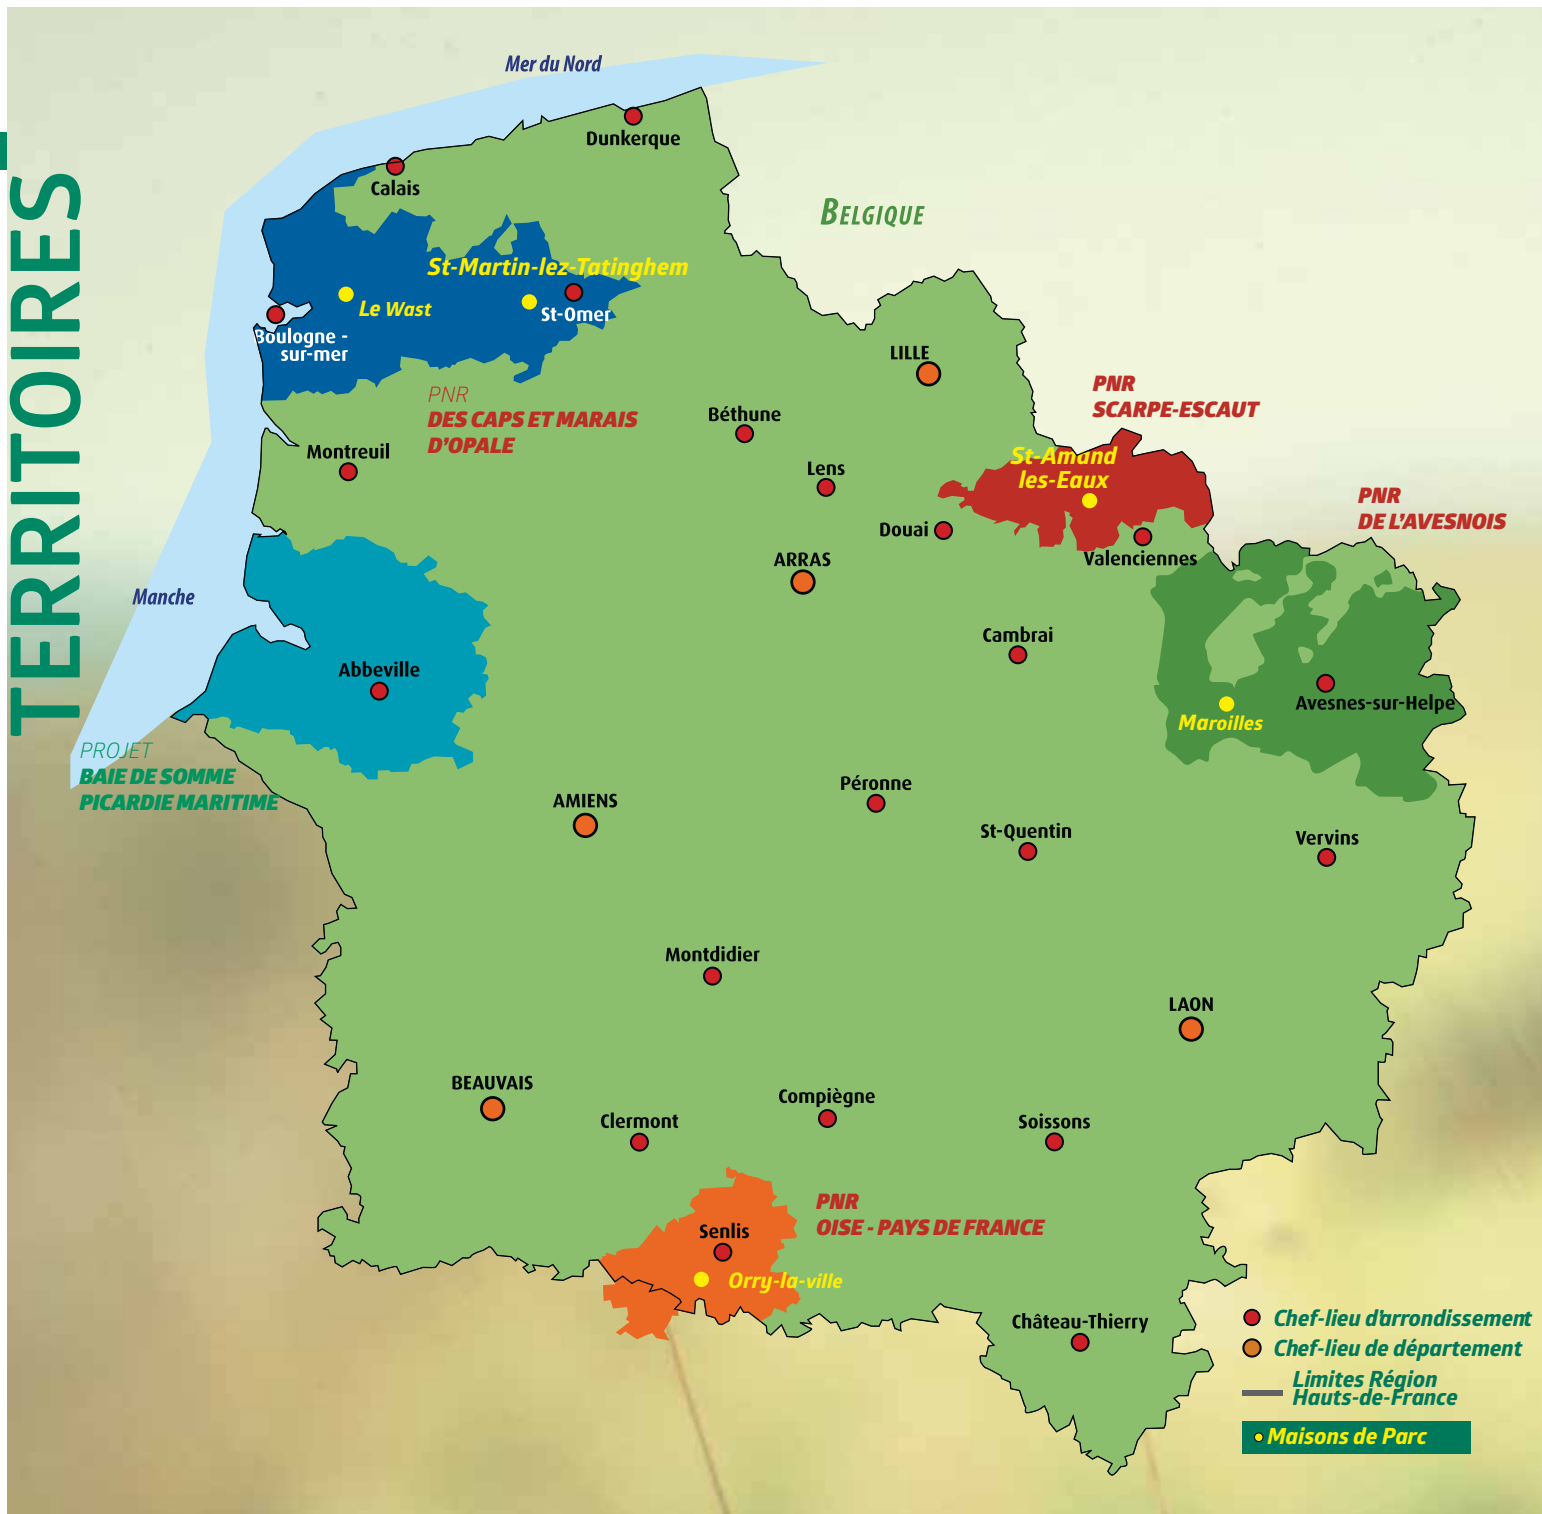 TERRITOIRES
Mer du Nord
Dunkerque
Calais
BELGIQUE
St-Martin-lez-Tatinghem
Le Wast
St-Omer
Boulogne -
sur-mer
LILLE
PNR
SCARPE-ESCAUT
PNR
DES CAPS ET MARAIS
D'OPALE
Béthune
Montreuil
Lens
St-Amand
les-Eaux
PNR
DE L'AVESNOIS
Douai
Valenciennes
ARRAS
Manche
Cambrai
Abbeville
Avesnes-sur-Helpe
Maroilles
PROJET
BAIE DE SOMME
PICARDIE MARITIME
AMIENS
Péronne
St-Quentin
Vervins
Montdidier
LAON
BEAUVAIS
Clermont
Compiègne
Soissons
PNR
OISE - PAYS DE FRANCE
Senlis
Orry-la-ville
Château-Thierry
Chef-lieu d'arrondissement
Chef-lieu de département
Limites Région
Hauts-de-France
Maisons de Parc